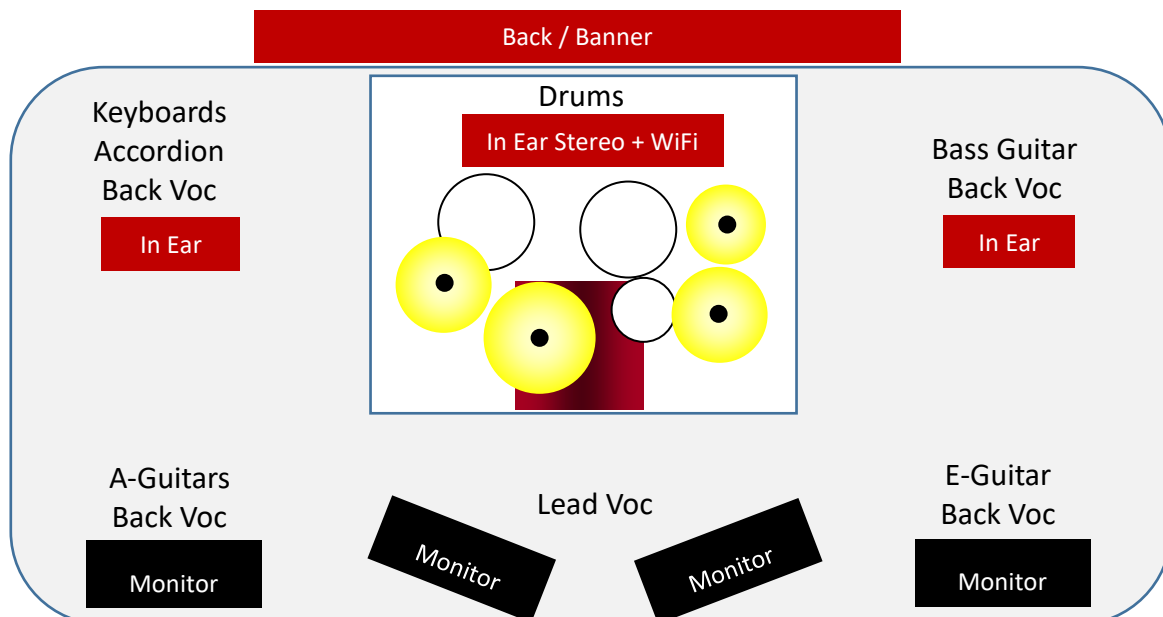 Back / Banner
Keyboards
Accordion
Back Voc
In Ear
Drums
In Ear Stereo + WiFi
Bass Guitar
Back Voc
In Ear
A-Guitars
Back Voc
Monitor
Lead Voc
Monitor
Monitor
E-Guitar
Back Voc
Monitor